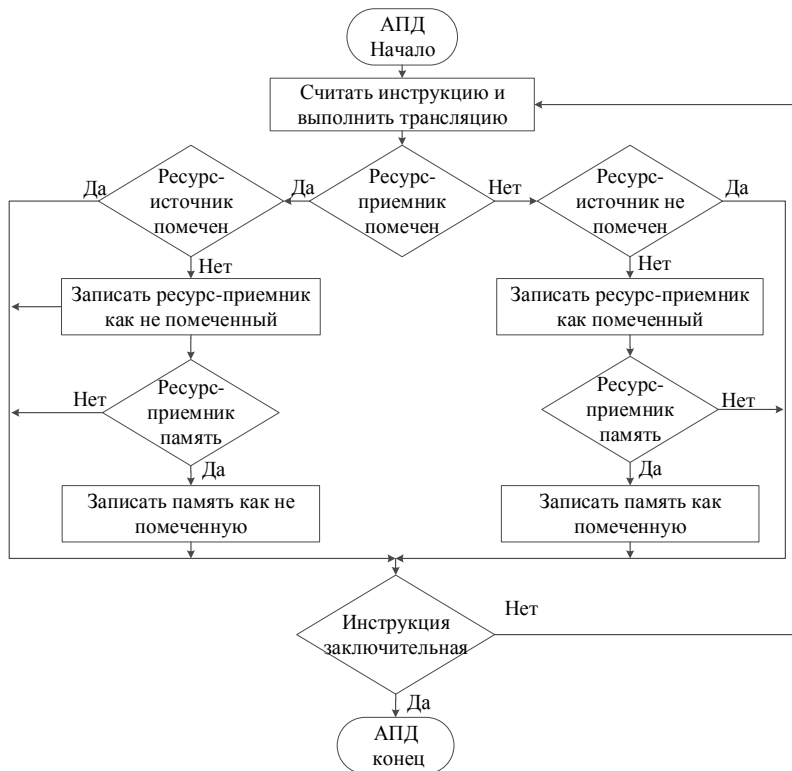 АПД
Начало
Считать инструкцию и
выполнить трансляцию
Да
Ресурс-
источник
помечен
Да
Ресурс-
приемник
помечен
Нет
Ресурс-
источник не
помечен
Да
Нет
Нет
Записать ресурс-приемник
как не помеченный
Записать ресурс-приемник
как помеченный
Нет
Ресурс-
приемник
память
Ресурс-
приемник
память
Нет
Да
Да
Записать память как не
помеченную
Записать память как
помеченную
Инструкция
заключительная
Нет
Да
АПД
конец